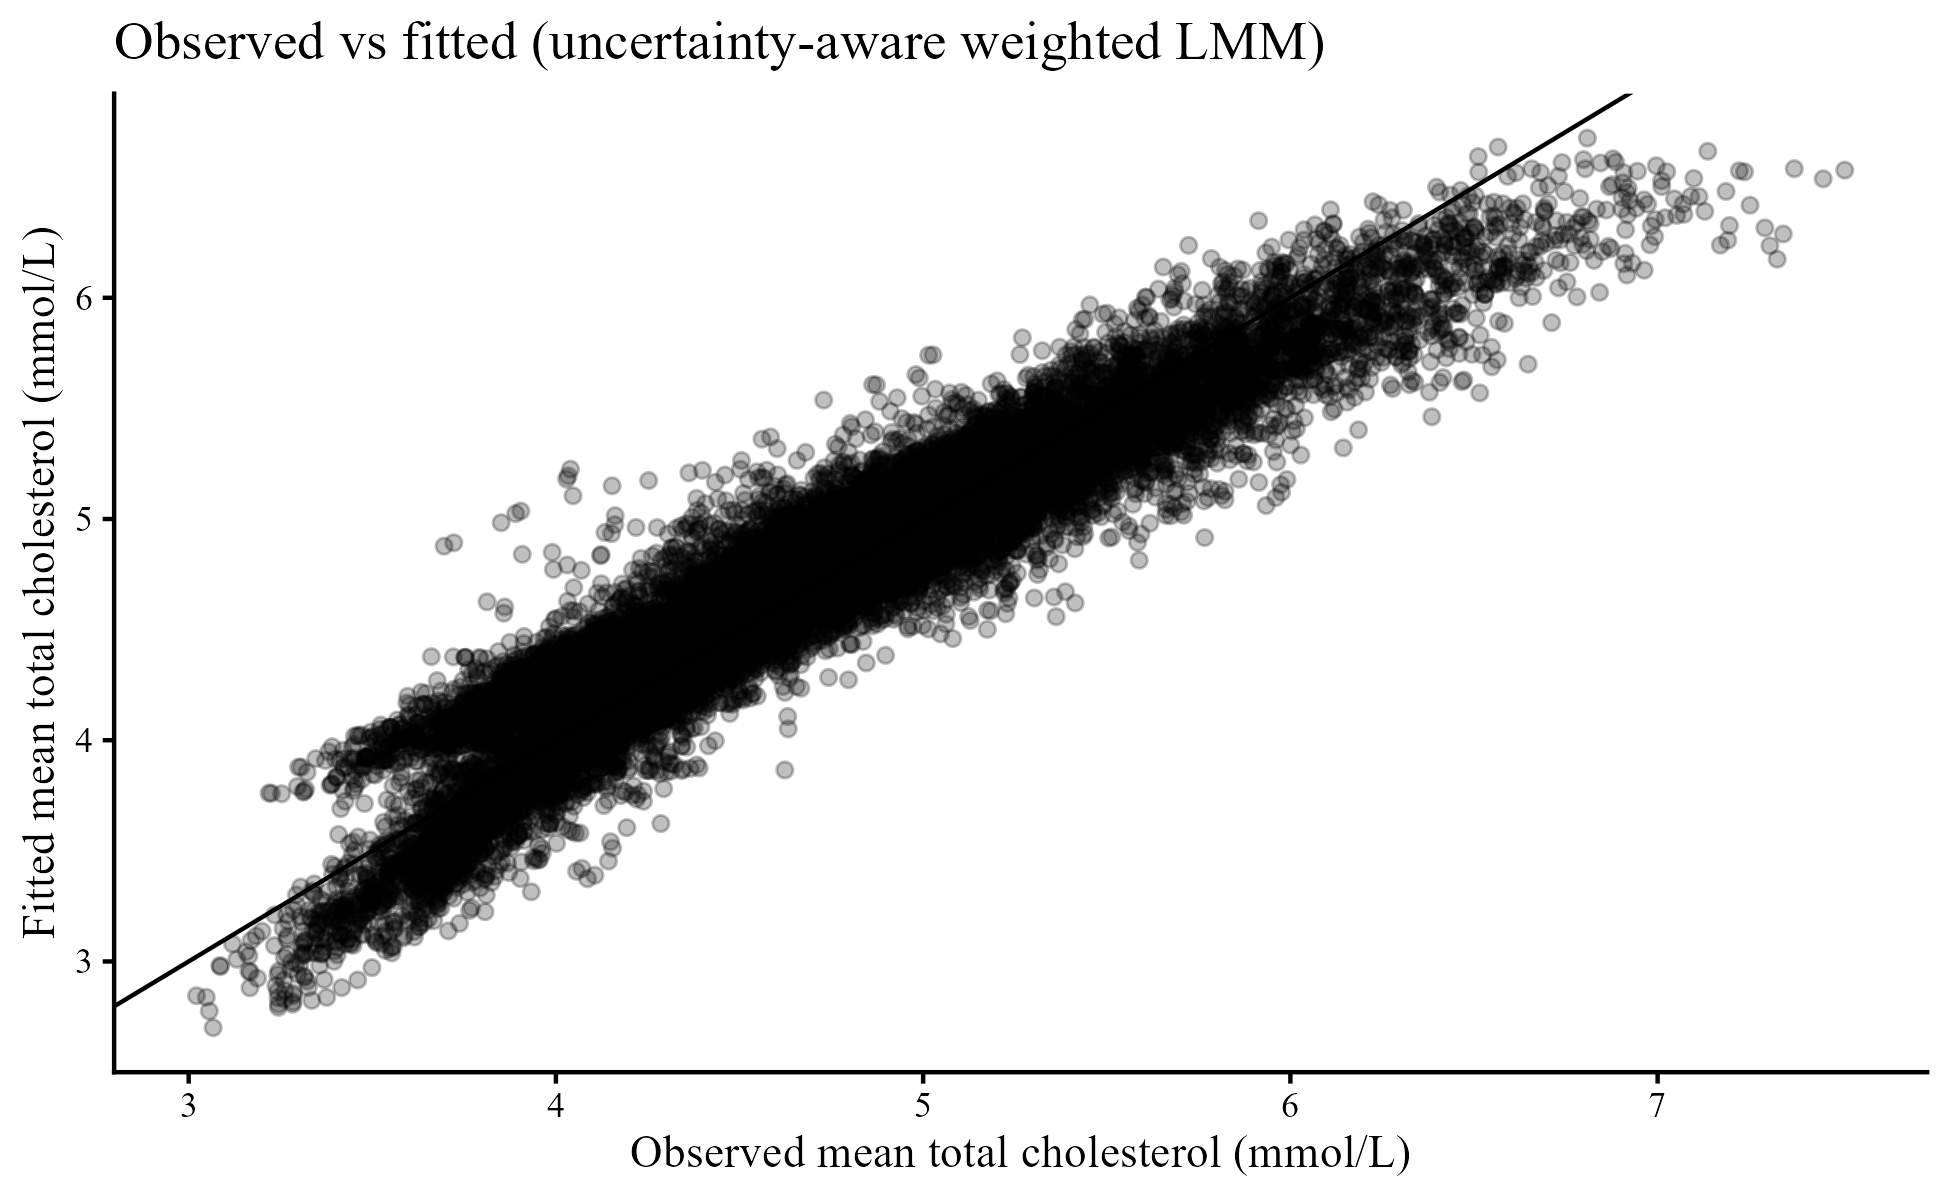 Observed vs fitted (uncertainty-aware weighted LMM)
Fitted mean total cholesterol (mmol/L)
6
5
4
3
3 4 5 6 7
Observed mean total cholesterol (mmol/L)